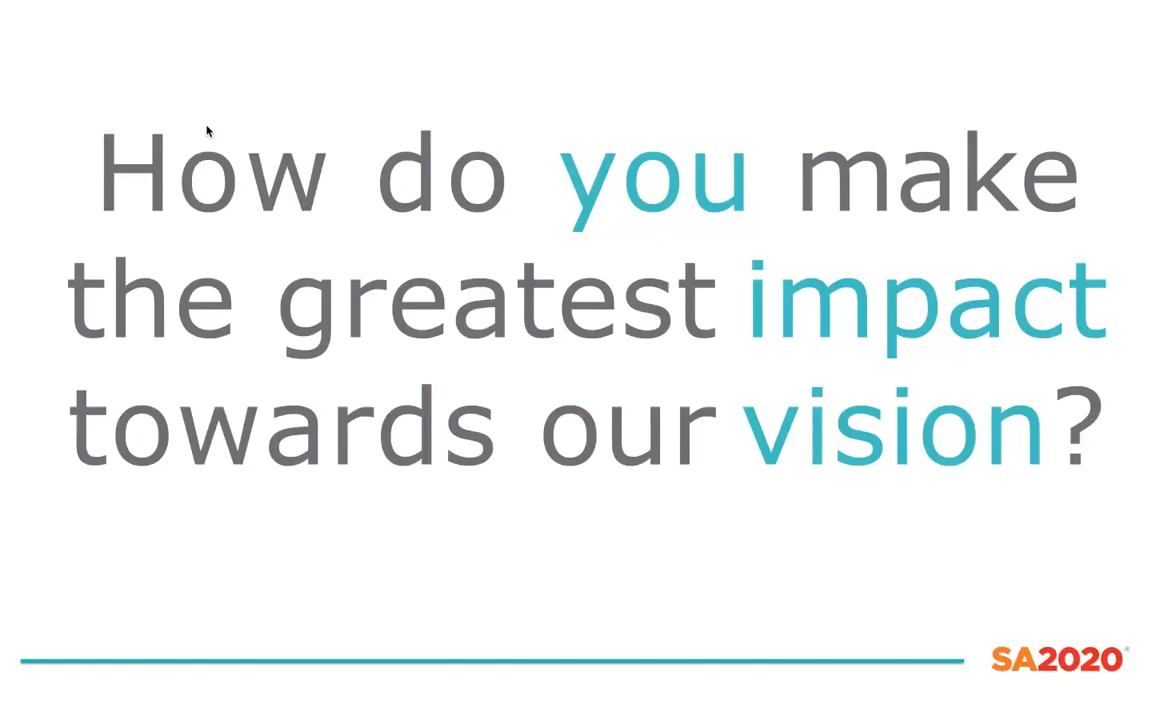 How do you make
the greatest impact
towards our vision?
SA2020®